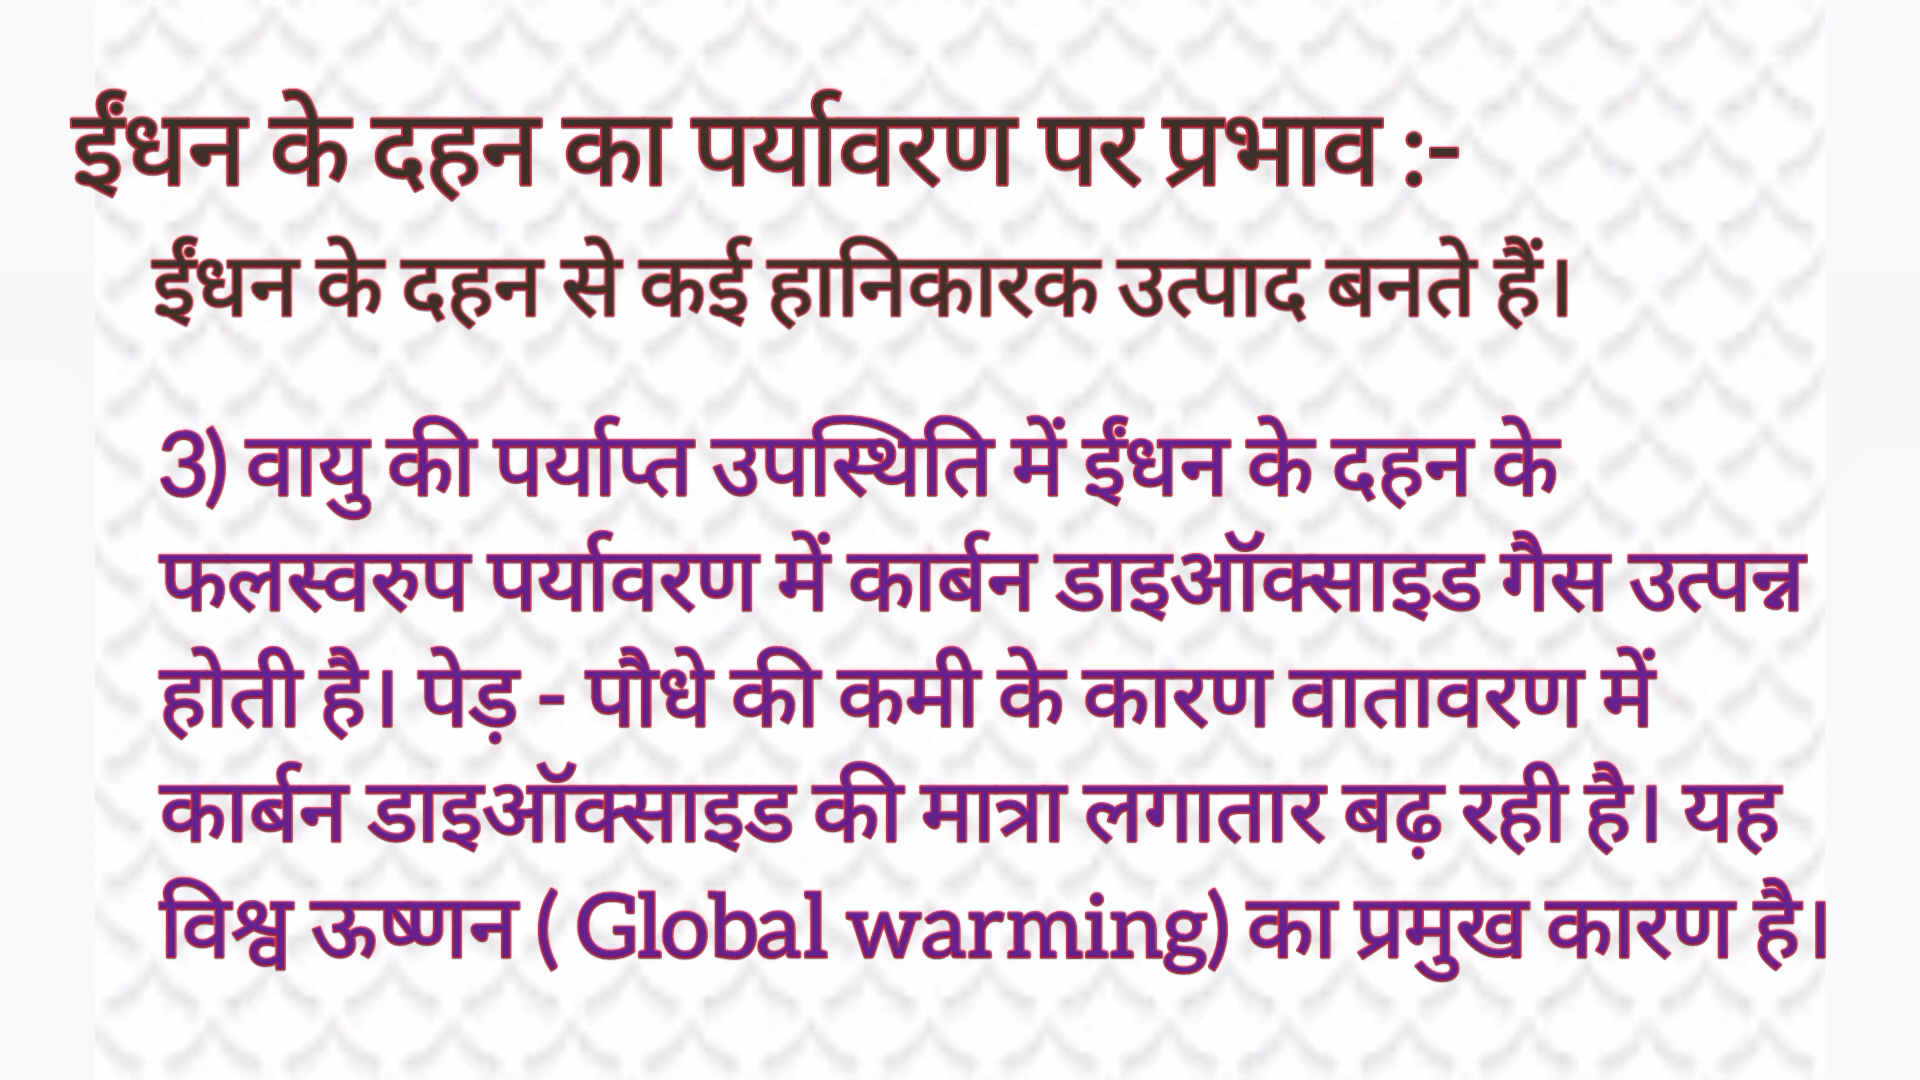 ईंधन के दहन का पर्यावरण पर प्रभाव :-
ईंधन के दहन से कई हानिकारक उत्पाद बनते हैं।
3) वायु की पर्याप्त उपस्थिति में ईंधन के दहन के
फलस्वरुप पर्यावरण में कार्बन डाइऑक्साइड गैस उत्पन्न
होती है। पेड़ - पौधे की कमी के कारण वातावरण में
कार्बन डाइऑक्साइड की मात्रा लगातार बढ़ रही है। यह
विश्व ऊष्णन ( Global warming) का प्रमुख कारण है।